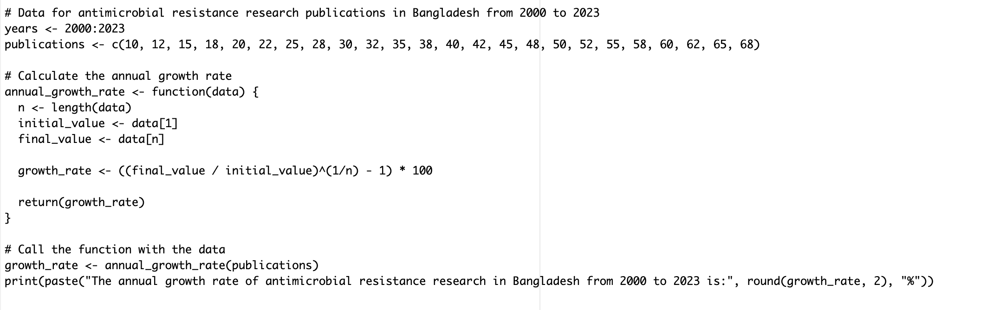 # Data for antimicrobial resistance research publications in Bangladesh from 2000 to 2023
years <- 2000:2023
publications <- c(10, 12, 15, 18, 20, 22, 25, 28, 30, 32, 35, 38, 40, 42, 45, 48, 50, 52, 55, 58, 60, 62, 65, 68)

# Calculate the annual growth rate
annual_growth_rate <- function(data) {
  n <- length(data)
  initial_value <- data[1]
  final_value <- data[n]

  growth_rate <- ((final_value / initial_value)^(1/n) - 1) * 100

  return(growth_rate)
}

# Call the function with the data
growth_rate <- annual_growth_rate(publications)
print(paste("The annual growth rate of antimicrobial resistance research in Bangladesh from 2000 to 2023 is:", round(growth_rate, 2), "%"))